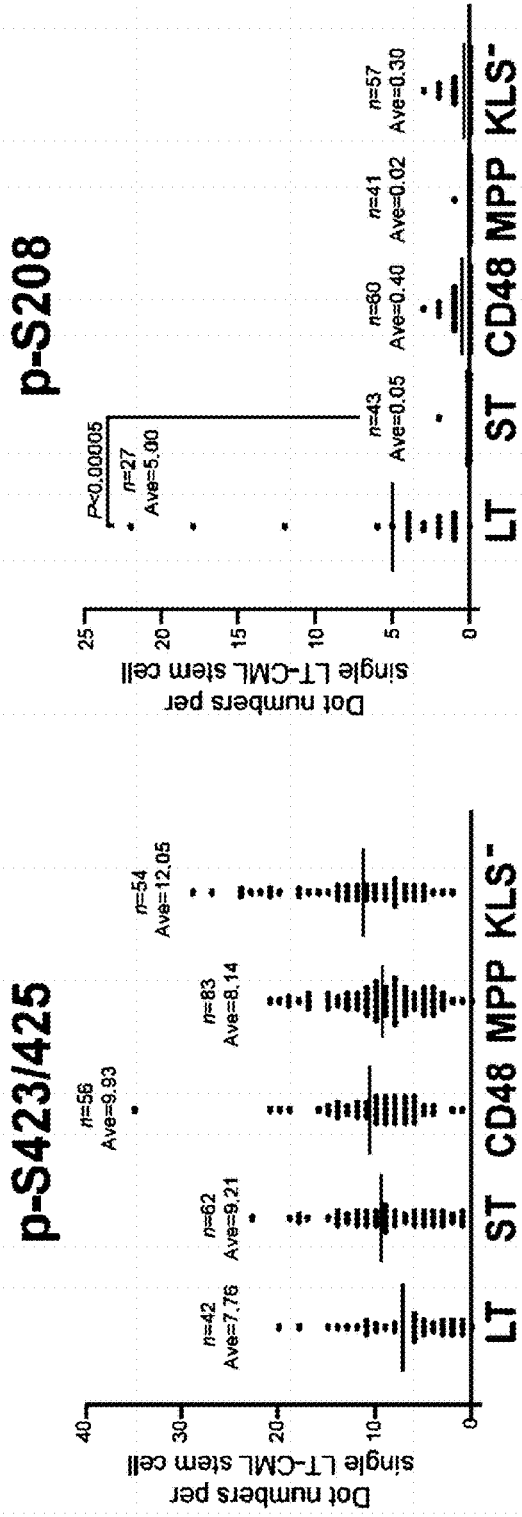 p-S423/425
Dot numbers per
single LT-CML stem cell
40
30
20
10
0
n=42
Ave=7.76
n=62
Ave=9.21
n=56
Ave=9.93
n=83
Ave=8.14
n=54
Ave=12.05
LT ST CD48 MPP KLS⁻
p-S208
Dot numbers per
single LT-CML stem cell
25
20
15
10
5
0
P<0.00005
n=27
Ave=5.00
n=43
Ave=0.05
n=60
Ave=0.40
n=41
Ave=0.02
n=57
Ave=0.30
LT ST CD48 MPP KLS⁻